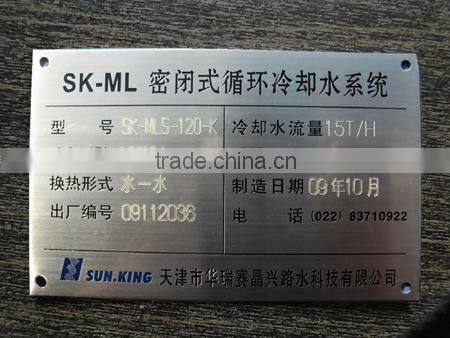 SK-ML 密闭式循环冷却水系统
型 号 SK-MLS-120-K 冷却水流量 15T/H
trade.china.cn
换热形式 水一水 制造日期 09年10月
出厂编号 09112036 电 话 (022) 83710922
SUN.KING 天津市华瑞赛晶兴路水科技有限公司